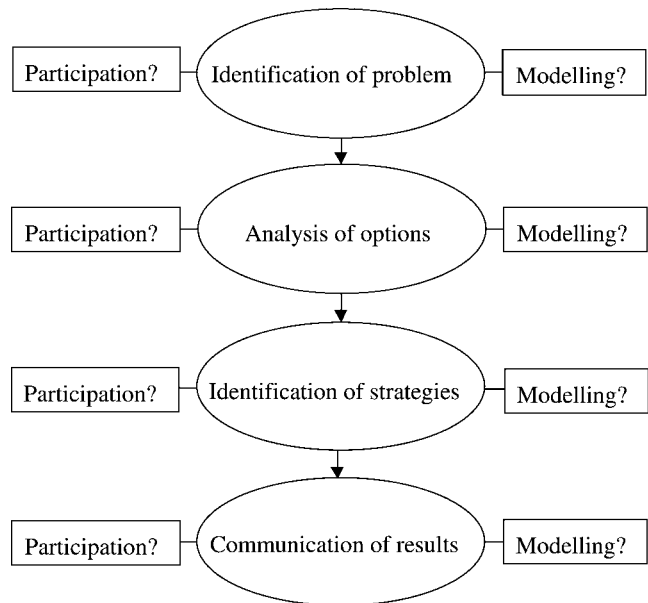 Participation?
Identification of problem
Modelling?
Participation?
Analysis of options
Modelling?
Participation?
Identification of strategies
Modelling?
Participation?
Communication of results
Modelling?